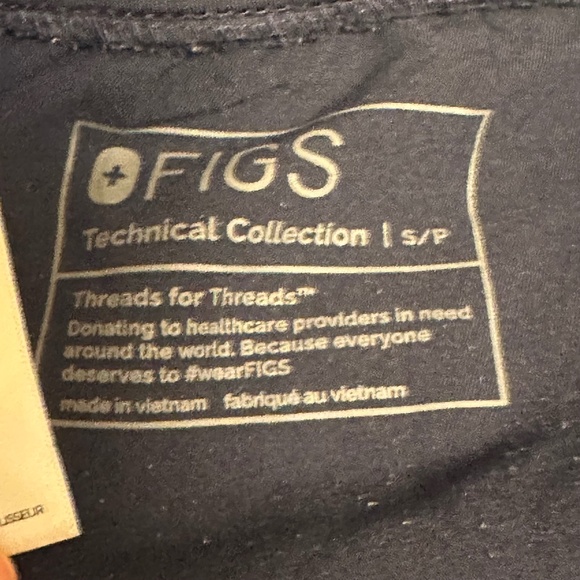 FIGS
Technical Collection | S/P
Threads for Threads™
Donating to healthcare providers in need
around the world. Because everyone
deserves to #wearFIGS
made in vietnam fabriqué au vietnam